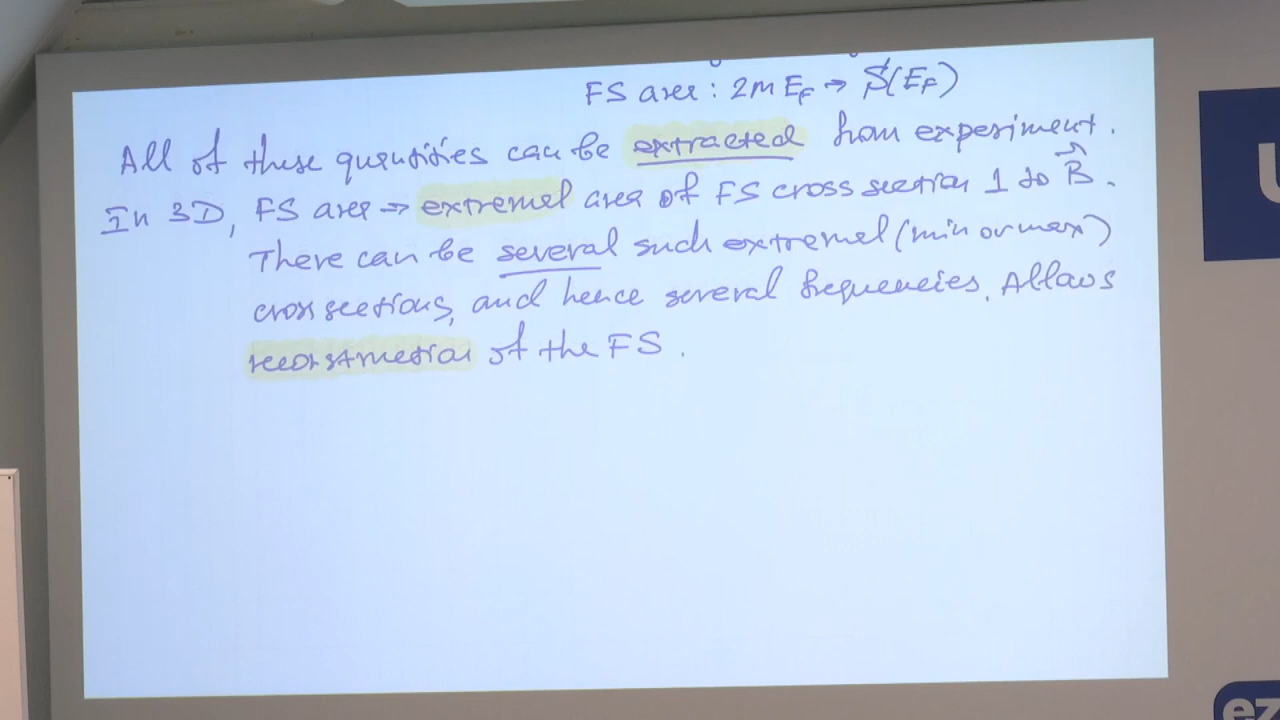 FS area: 2mE_F → S(E_F)
All of these quantities can be extracted from experiment.
In 3D, FS area → extremal area of FS cross section ⊥ to B⃗.
There can be several such extremal (min or max)
cross sections, and hence several frequencies. Allows
reconstruction of the FS.
U
ez